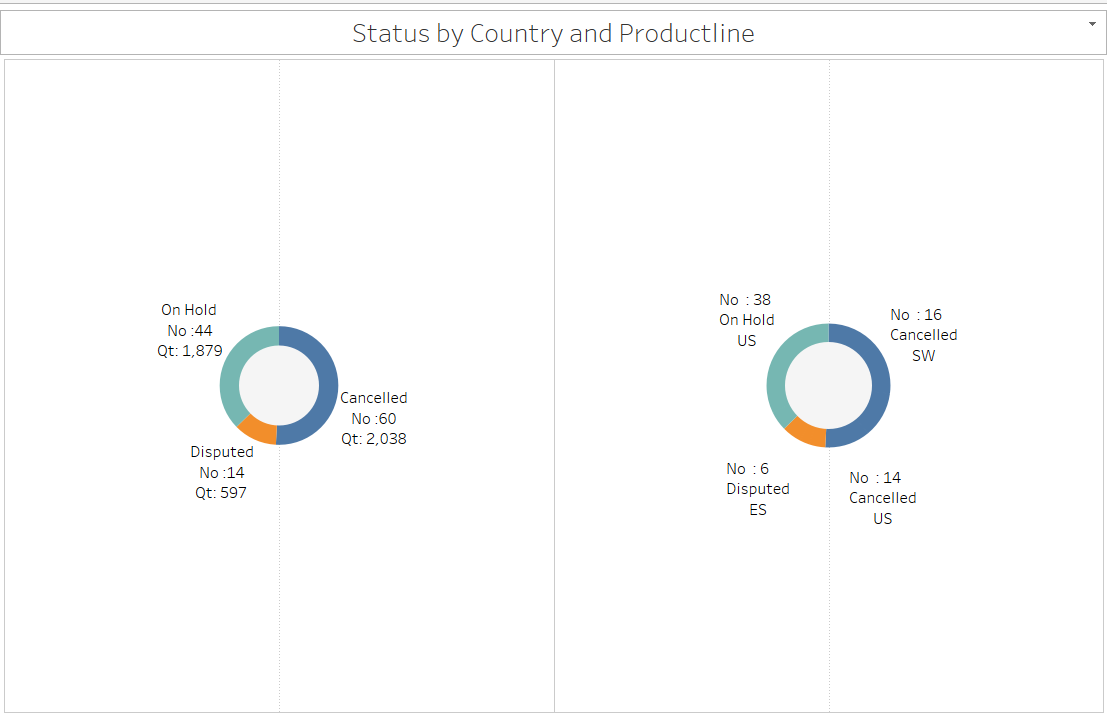 Status by Country and Productline
On Hold
No :44
Qt: 1,879
Cancelled
No :60
Qt: 2,038
Disputed
No :14
Qt: 597
No  : 38
On Hold
US
No  : 16
Cancelled
SW
No  : 6
Disputed
ES
No  : 14
Cancelled
US